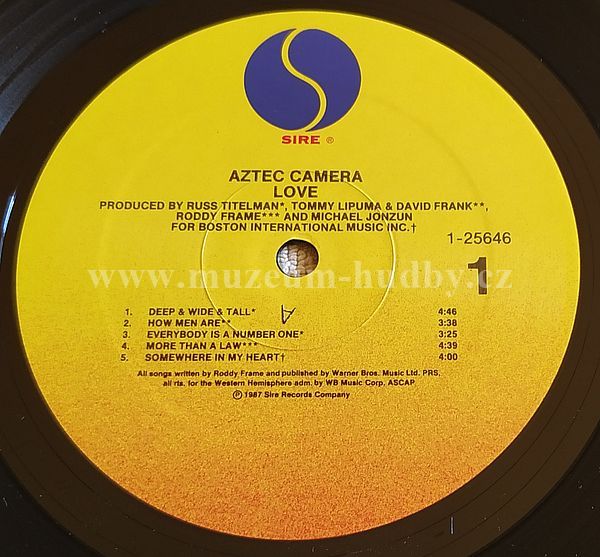 SIRE ®
AZTEC CAMERA
LOVE
PRODUCED BY RUSS TITELMAN*, TOMMY LIPUMA & DAVID FRANK**,
RODDY FRAME*** AND MICHAEL JONZUN
FOR BOSTON INTERNATIONAL MUSIC INC.†
1-25646
www.muzeum-hudby.cz
1
A
1. DEEP & WIDE & TALL* 4:46
2. HOW MEN ARE** 3:38
3. EVERYBODY IS A NUMBER ONE* 3:25
4. MORE THAN A LAW*** 4:39
5. SOMEWHERE IN MY HEART† 4:00
All songs written by Roddy Frame and published by Warner Bros. Music Ltd. PRS,
all rts. for the Western Hemisphere adm. by WB Music Corp. ASCAP
℗ 1987 Sire Records Company